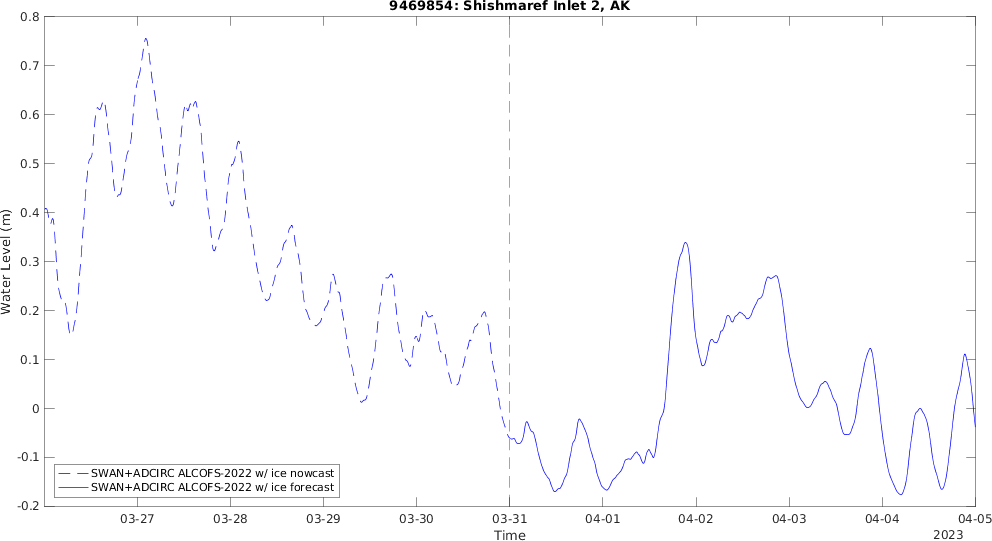 9469854: Shishmaref Inlet 2, AK
0.8
0.7
0.6
0.5
0.4
0.3
0.2
0.1
0
-0.1
-0.2
Water Level (m)
SWAN+ADCIRC ALCOFS-2022 w/ ice nowcast
SWAN+ADCIRC ALCOFS-2022 w/ ice forecast
03-27 03-28 03-29 03-30 03-31 04-01 04-02 04-03 04-04 04-05
Time
2023